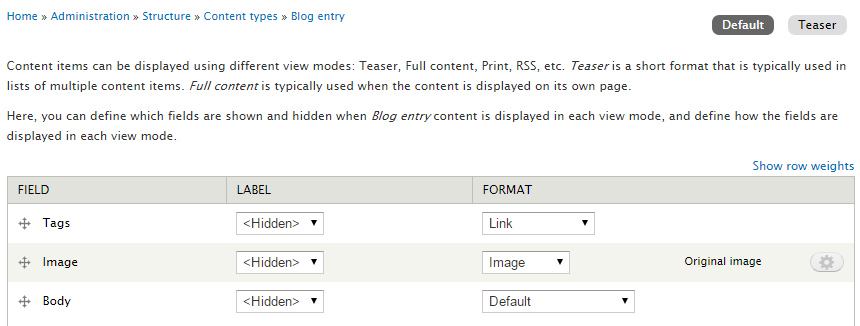 Home » Administration » Structure » Content types » Blog entry
Default Teaser
Content items can be displayed using different view modes: Teaser, Full content, Print, RSS, etc. Teaser is a short format that is typically used in
lists of multiple content items. Full content is typically used when the content is displayed on its own page.
Here, you can define which fields are shown and hidden when Blog entry content is displayed in each view mode, and define how the fields are
displayed in each view mode.
Show row weights
FIELD LABEL FORMAT
Tags <Hidden> Link
Image <Hidden> Image Original image
Body <Hidden> Default